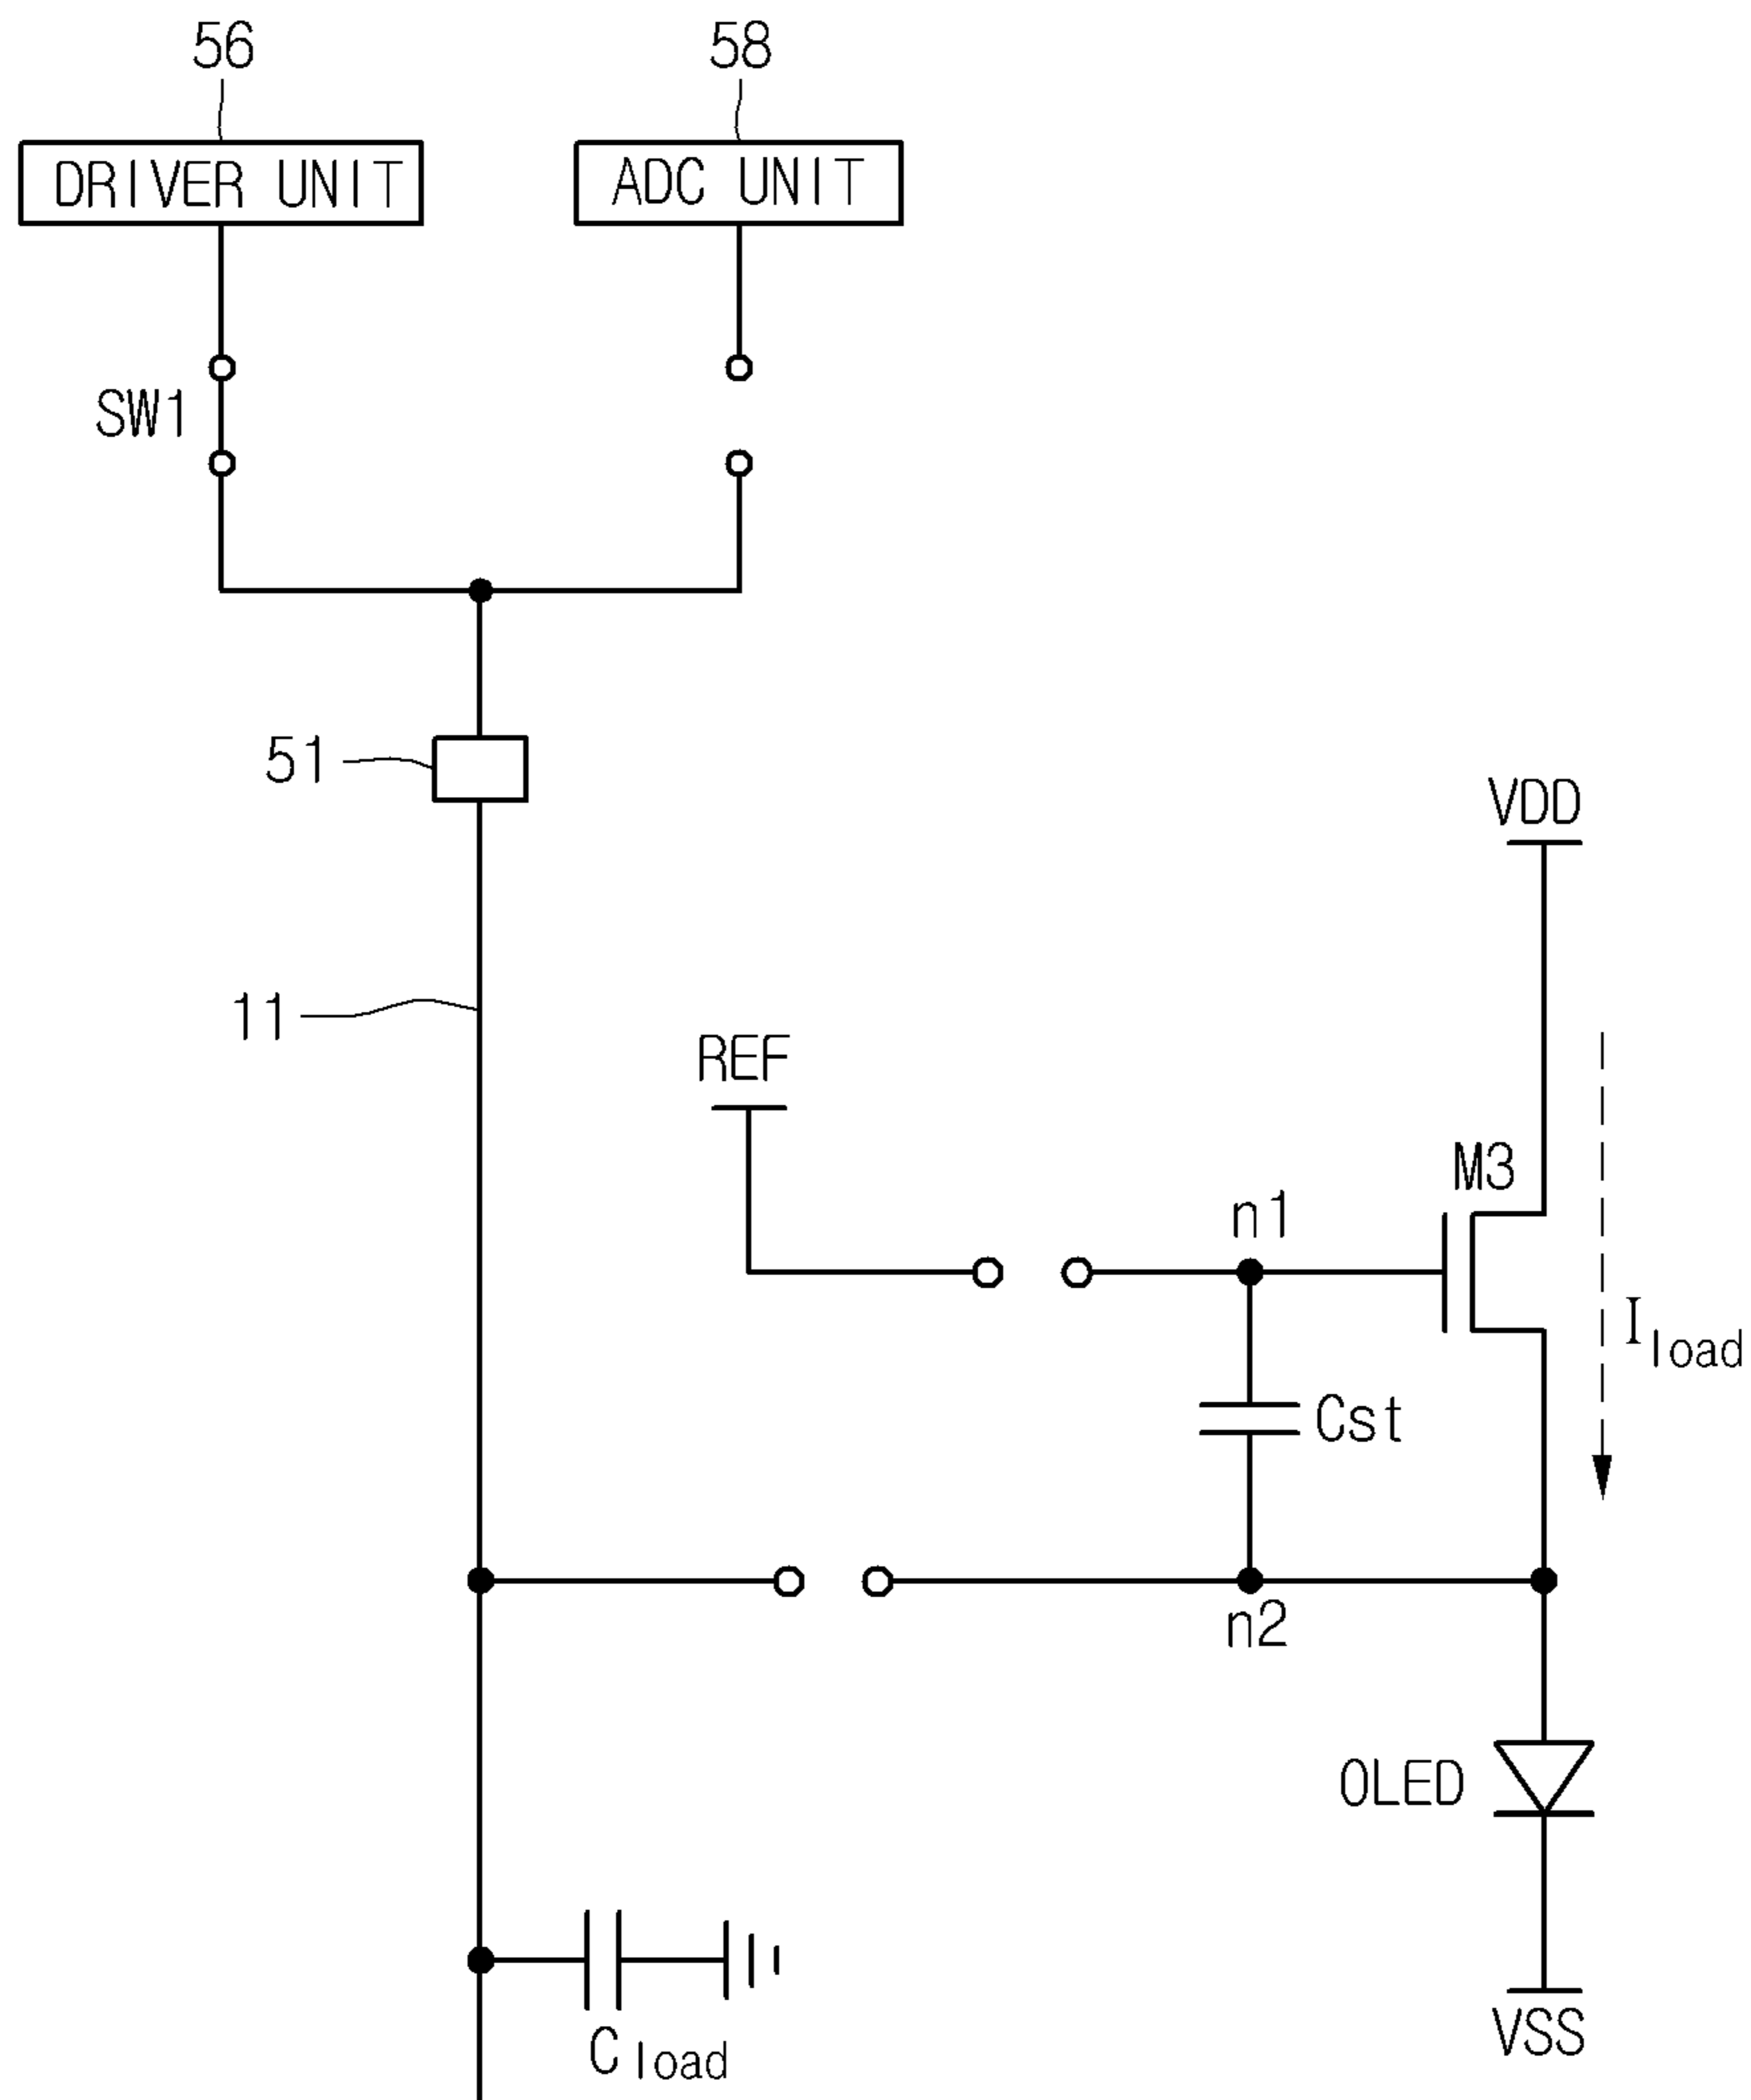 56
58
DRIVER UNIT
ADC UNIT
SW1
51
VDD
11
REF
M3
n1
Iload
Cst
n2
OLED
Cload
VSS